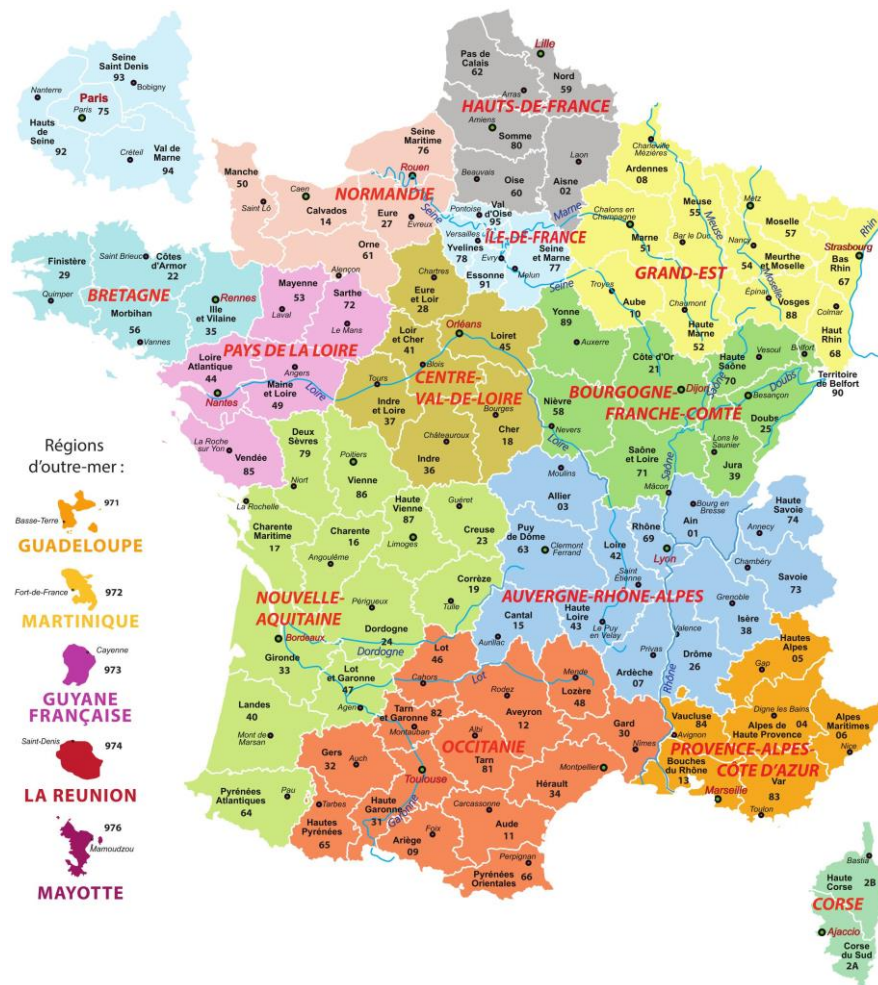 Seine
Saint Denis
93
Nanterre
Bobigny
Paris
Paris
75
Hauts
de
Seine
92
Créteil
Val de
Marne
94
Lille
Pas de
Calais
62
Nord
59
Arras
HAUTS-DE-FRANCE
Amiens
Somme
80
Beauvais
Oise
60
Laon
Aisne
02
Seine
Maritime
76
Rouen
Manche
50
Caen
NORMANDIE
Saint Lô
Calvados
14
Eure
27
Evreux
Seine
Orne
61
Alençon
Pontoise
Val
d'Oise
95
Versailles
ÎLE-DE-FRANCE
Yvelines
78
Evry
Seine
et Marne
77
Essonne
91
Melun
Marne
Seine
Charleville
Mézières
Ardennes
08
Chalons en
Champagne
Marne
51
Meuse
55
Bar le Duc
Meuse
Metz
Moselle
57
Nancy
54
Meurthe
et Moselle
Moselle
Strasbourg
Rhin
Bas
Rhin
67
GRAND-EST
Troyes
Aube
10
Chaumont
Haute
Marne
52
Épinal
Vosges
88
Colmar
Haut
Rhin
68
Finistère
29
Saint Brieuc
Côtes
d'Armor
22
Quimper
BRETAGNE
Rennes
Morbihan
56
Ille
et Vilaine
35
Vannes
Mayenne
53
Laval
Sarthe
72
Le Mans
PAYS DE LA LOIRE
Loire
Atlantique
44
Angers
Nantes
Loire
Maine
et Loire
49
La Roche
sur Yon
Vendée
85
Chartres
Eure
et Loir
28
Orléans
Loir
et Cher
41
Loiret
45
Blois
Tours
CENTRE-
VAL-DE-LOIRE
Indre
et Loire
37
Bourges
Cher
18
Châteauroux
Indre
36
Yonne
89
Auxerre
Côte d'Or
21
Haute
Saône
70
Vesoul
Belfort
Territoire
de Belfort
90
BOURGOGNE-
FRANCHE-COMTÉ
Dijon
Saône
Doubs
Besançon
Nièvre
58
Nevers
Loire
Doubs
25
Saône
et Loire
71
Lons le
Saunier
Jura
39
Saône
Mâcon
Deux
Sèvres
79
Poitiers
Niort
Vienne
86
La Rochelle
Haute
Vienne
87
Guéret
Creuse
23
Limoges
Charente
Maritime
17
Charente
16
Angoulême
Corrèze
19
Tulle
NOUVELLE-
AQUITAINE
Périgueux
Dordogne
24
Dordogne
Bordeaux
Gironde
33
Lot
et Garonne
47
Agen
Landes
40
Mont de
Marsan
Pyrénées
Atlantiques
64
Pau
Moulins
Allier
03
Puy
de Dôme
63
Clermont
Ferrand
Loire
42
Rhône
69
Ain
01
Bourg en
Bresse
Haute
Savoie
74
Annecy
Lyon
Chambéry
Savoie
73
Saint
Etienne
AUVERGNE-RHÔNE-ALPES
Grenoble
Isère
38
Cantal
15
Aurillac
Haute
Loire
43
Le Puy
en Velay
Privas
Valence
Ardèche
07
Drôme
26
Rhône
Lot
46
Cahors
Lot
Mende
Lozère
48
Rodez
Aveyron
12
Tarn
et Garonne
82
Montauban
Albi
OCCITANIE
Tarn
81
Gard
30
Nîmes
Gers
32
Auch
Toulouse
Montpellier
Hérault
34
Tarbes
Hautes
Pyrénées
65
Haute
Garonne
31
Garonne
Carcassonne
Foix
Ariège
09
Aude
11
Perpignan
Pyrénées
Orientales
66
Hautes
Alpes
05
Gap
Vaucluse
84
Avignon
Digne les Bains
04
Alpes de
Haute Provence
Alpes
Maritimes
06
Nice
PROVENCE-ALPES-
CÔTE D'AZUR
Bouches
du Rhône
13
Marseille
Var
83
Toulon
Bastia
Haute
Corse
2B
CORSE
Ajaccio
Corse
du Sud
2A
Régions
d'outre-mer :
971
Basse-Terre
GUADELOUPE
Fort-de-France
972
MARTINIQUE
Cayenne
973
GUYANE
FRANÇAISE
Saint-Denis
974
LA REUNION
976
Mamoudzou
MAYOTTE